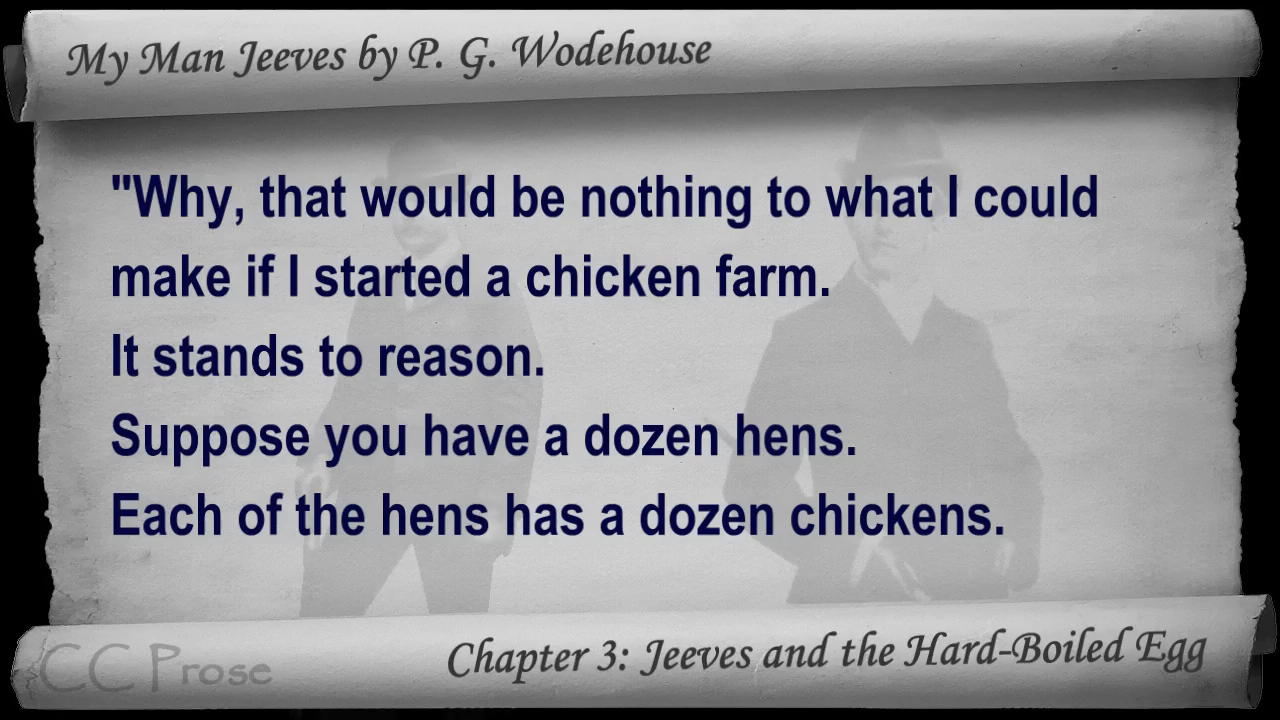 My Man Jeeves by P. G. Wodehouse
"Why, that would be nothing to what I could
make if I started a chicken farm.
It stands to reason.
Suppose you have a dozen hens.
Each of the hens has a dozen chickens.
CC Prose
Chapter 3: Jeeves and the Hard-Boiled Egg